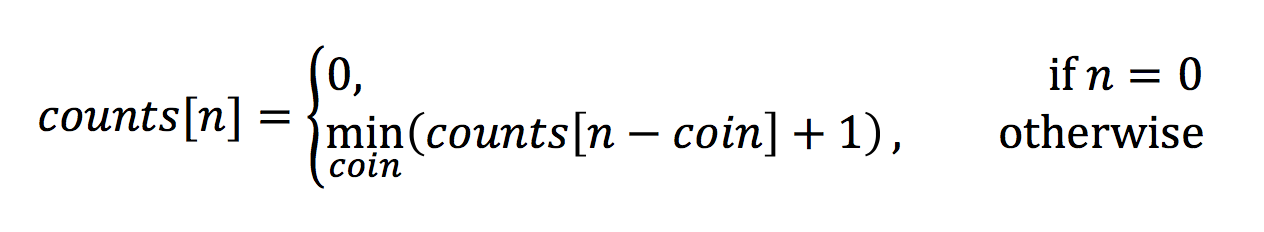 counts[n] = {0, if n = 0
min(counts[n − coin] + 1), otherwise
coin